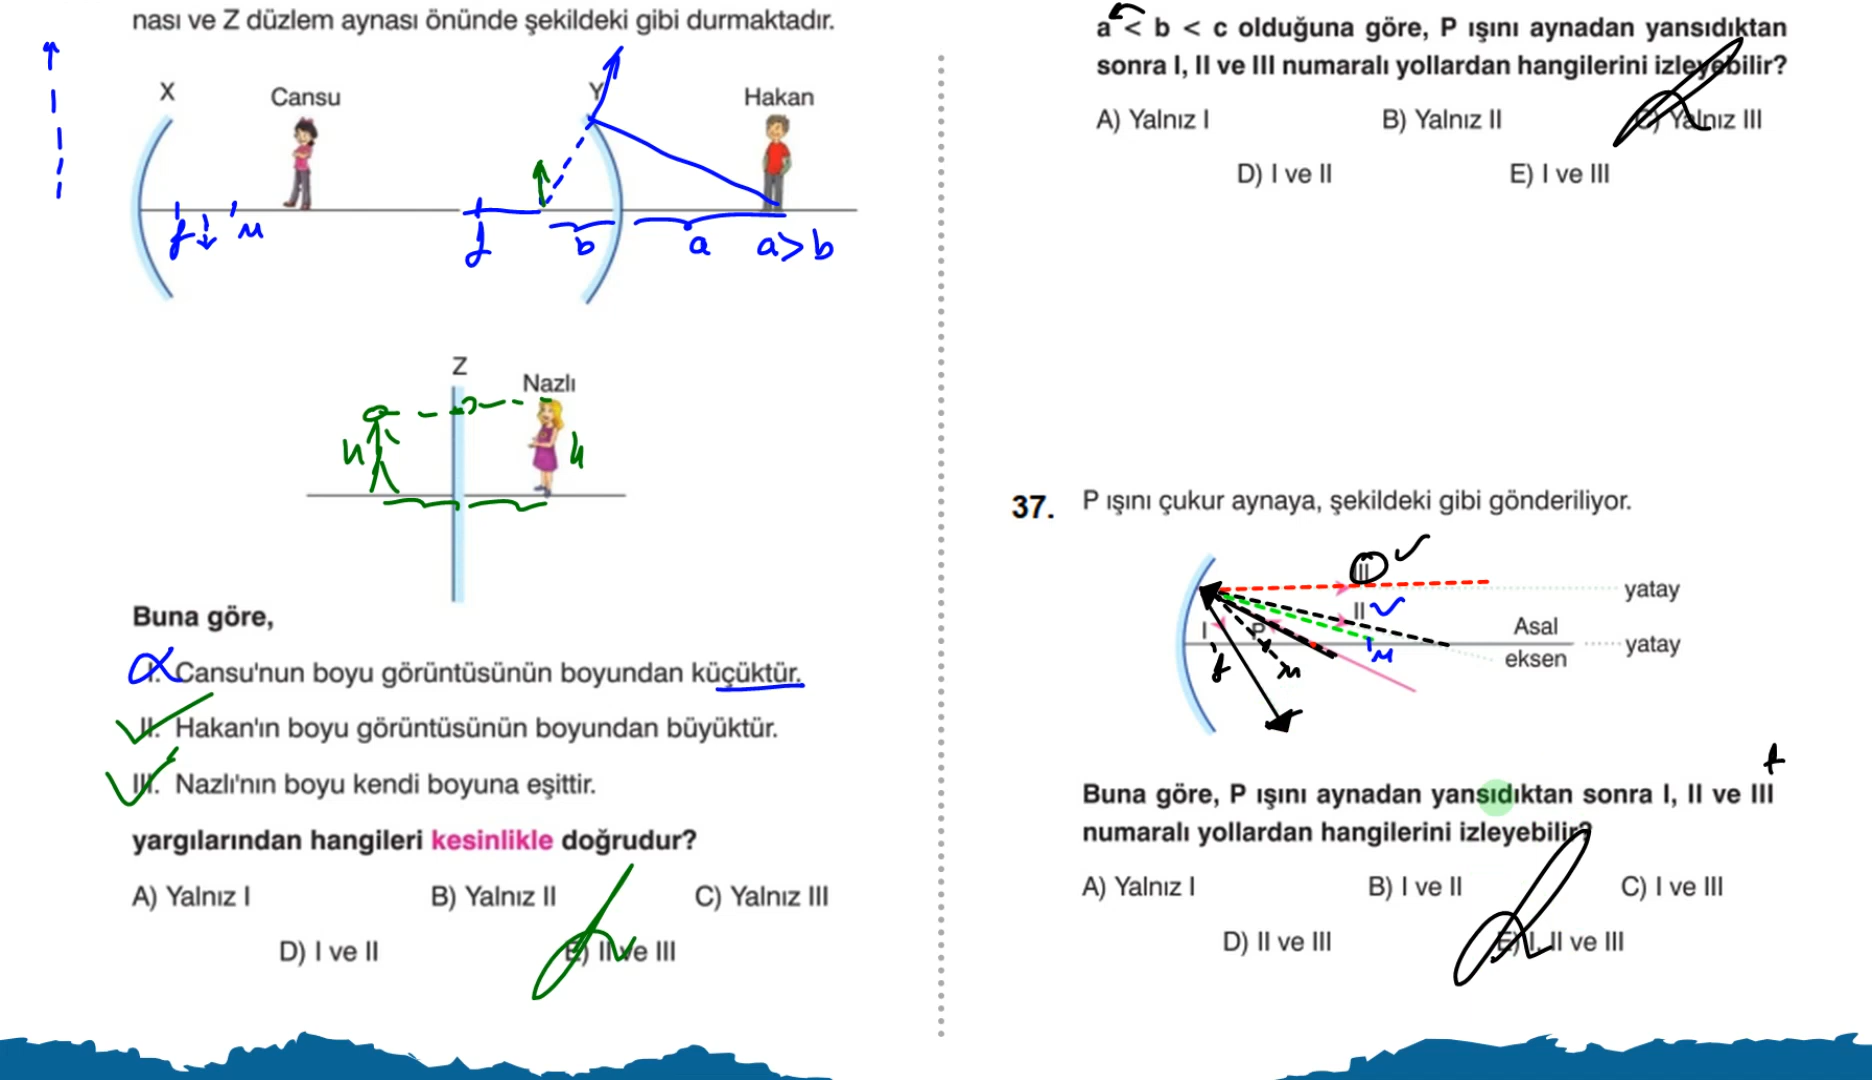 nası ve Z düzlem aynası önünde şekildeki gibi durmaktadır.
X
Cansu
Y
Hakan
f
M
f
b
a
a > b
Z
Nazlı
h
h
Buna göre,
I. Cansu'nun boyu görüntüsünün boyundan küçüktür.
II. Hakan'ın boyu görüntüsünün boyundan büyüktür.
III. Nazlı'nın boyu kendi boyuna eşittir.
yargılarından hangileri kesinlikle doğrudur?
A) Yalnız I
B) Yalnız II
C) Yalnız III
D) I ve II
E) II ve III
a < b < c olduğuna göre, P ışını aynadan yansıdıktan
sonra I, II ve III numaralı yollardan hangilerini izleyebilir?
A) Yalnız I
B) Yalnız II
C) Yalnız III
D) I ve II
E) I ve III
37. P ışını çukur aynaya, şekildeki gibi gönderiliyor.
III
yatay
II
I
P
Asal
eksen
yatay
M
f
M
Buna göre, P ışını aynadan yansıdıktan sonra I, II ve III
numaralı yollardan hangilerini izleyebilir?
A) Yalnız I
B) I ve II
C) I ve III
D) II ve III
E) I, II ve III